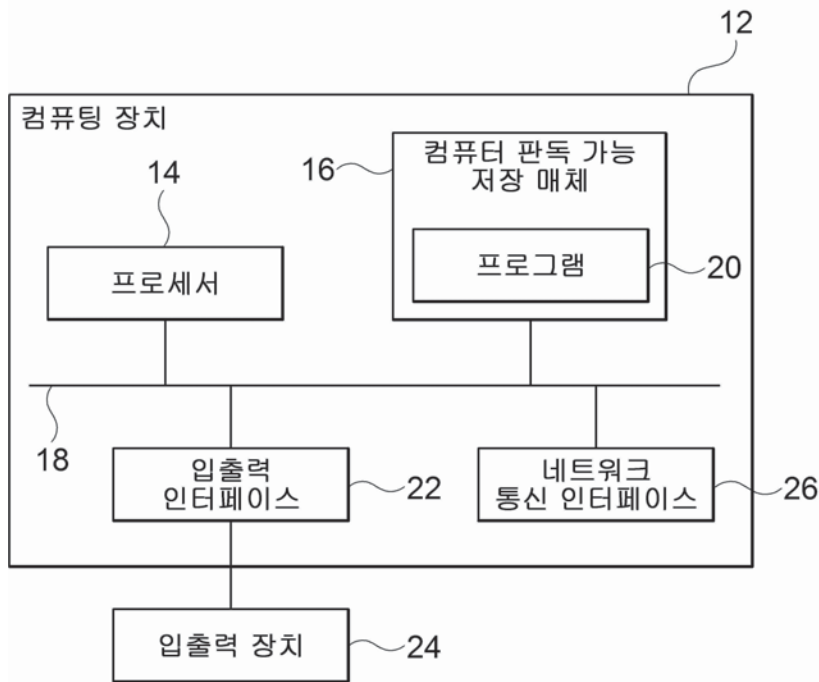 12
컴퓨팅 장치
14
프로세서
16
컴퓨터 판독 가능
저장 매체
프로그램
20
18
입출력
인터페이스
22
네트워크
통신 인터페이스
26
입출력 장치
24